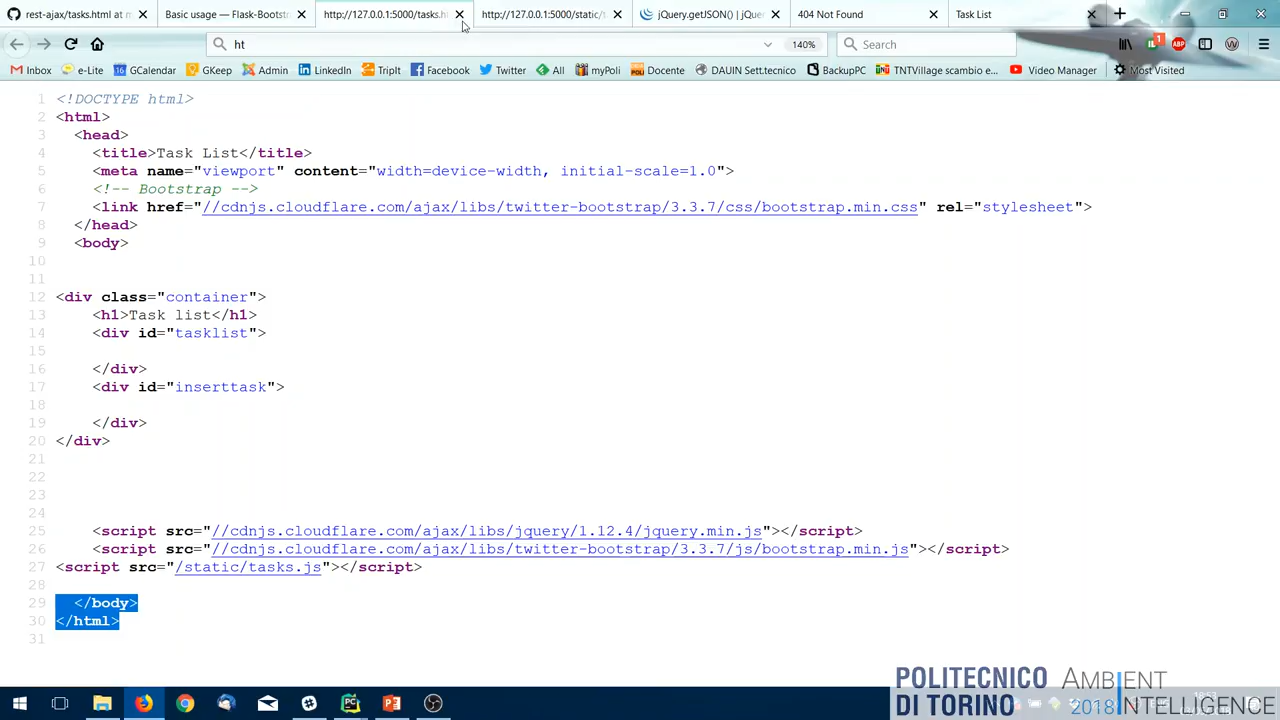 rest-ajax/tasks.html at m
Basic usage — Flask-Bootst
http://127.0.0.1:5000/tasks.h
http://127.0.0.1:5000/static/
jQuery.getJSON() | jQue
404 Not Found
Task List
ht
140%
Search
Inbox
e-Lite
GCalendar
GKeep
Admin
LinkedIn
TripIt
Facebook
Twitter
All
myPoli
Docente
DAUIN Sett.tecnico
BackupPC
TNTVillage scambio e...
Video Manager
Most Visited
1 <!DOCTYPE html>
2 <html>
3 <head>
4 <title>Task List</title>
5 <meta name="viewport" content="width=device-width, initial-scale=1.0">
6 <!-- Bootstrap -->
7 <link href="//cdnjs.cloudflare.com/ajax/libs/twitter-bootstrap/3.3.7/css/bootstrap.min.css" rel="stylesheet">
8 </head>
9 <body>
10
11
12 <div class="container">
13 <h1>Task list</h1>
14 <div id="tasklist">
15
16 </div>
17 <div id="inserttask">
18
19 </div>
20 </div>
21
22
23
24
25 <script src="//cdnjs.cloudflare.com/ajax/libs/jquery/1.12.4/jquery.min.js"></script>
26 <script src="//cdnjs.cloudflare.com/ajax/libs/twitter-bootstrap/3.3.7/js/bootstrap.min.js"></script>
27 <script src="/static/tasks.js"></script>
28
29 </body>
30 </html>
31
POLITECNICO
DI TORINO
AMBIENT
2018 INTELLIGENCE